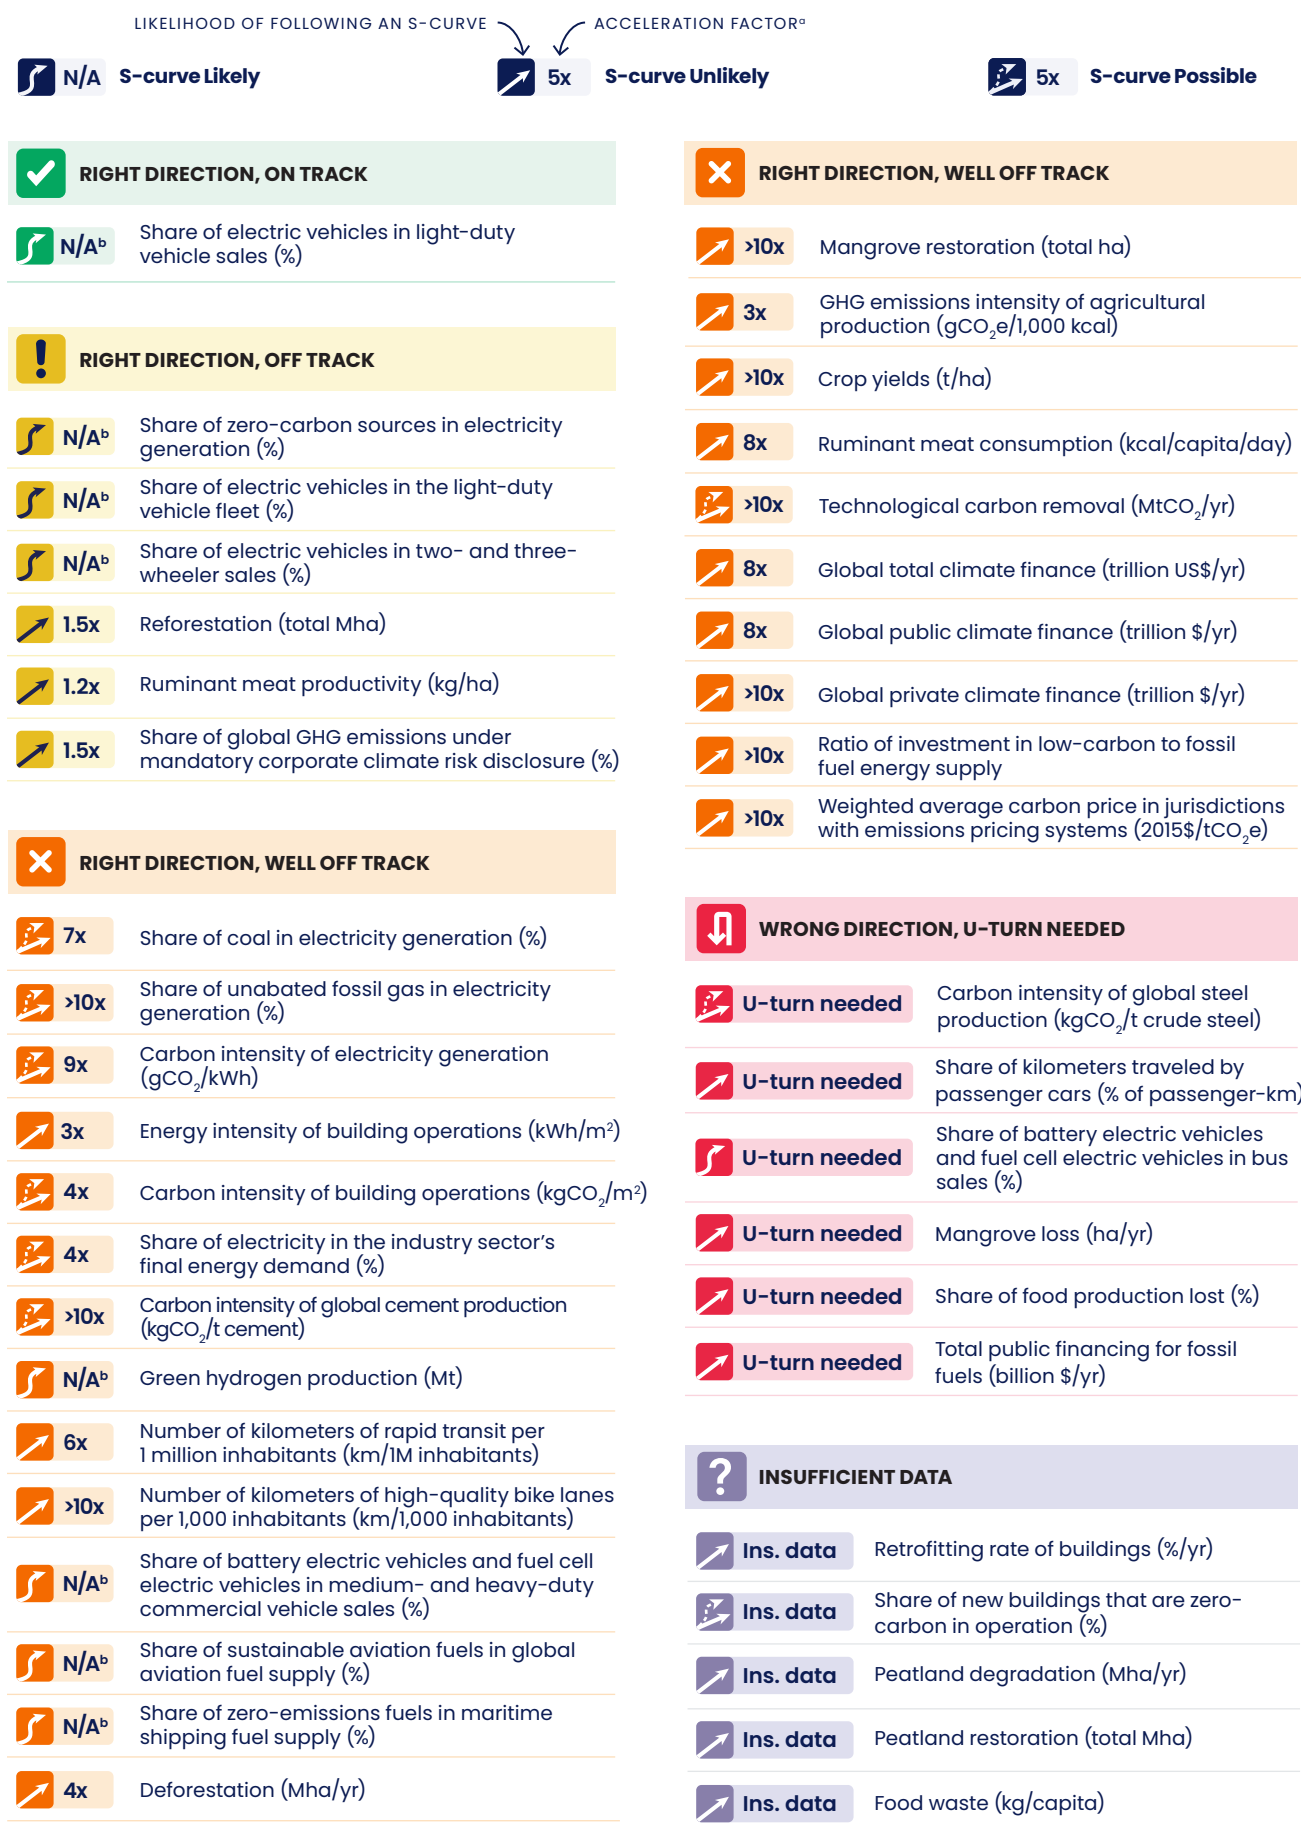 LIKELIHOOD OF FOLLOWING AN S-CURVE
ACCELERATION FACTORᵃ
N/A S-curve Likely
5x S-curve Unlikely
5x S-curve Possible
RIGHT DIRECTION, ON TRACK
N/Aᵇ Share of electric vehicles in light-duty
vehicle sales (%)
RIGHT DIRECTION, OFF TRACK
N/Aᵇ Share of zero-carbon sources in electricity
generation (%)
N/Aᵇ Share of electric vehicles in the light-duty
vehicle fleet (%)
N/Aᵇ Share of electric vehicles in two- and three-
wheeler sales (%)
1.5x Reforestation (total Mha)
1.2x Ruminant meat productivity (kg/ha)
1.5x Share of global GHG emissions under
mandatory corporate climate risk disclosure (%)
RIGHT DIRECTION, WELL OFF TRACK
7x Share of coal in electricity generation (%)
>10x Share of unabated fossil gas in electricity
generation (%)
9x Carbon intensity of electricity generation
(gCO₂/kWh)
3x Energy intensity of building operations (kWh/m²)
4x Carbon intensity of building operations (kgCO₂/m²)
4x Share of electricity in the industry sector's
final energy demand (%)
>10x Carbon intensity of global cement production
(kgCO₂/t cement)
N/Aᵇ Green hydrogen production (Mt)
6x Number of kilometers of rapid transit per
1 million inhabitants (km/1M inhabitants)
>10x Number of kilometers of high-quality bike lanes
per 1,000 inhabitants (km/1,000 inhabitants)
N/Aᵇ Share of battery electric vehicles and fuel cell
electric vehicles in medium- and heavy-duty
commercial vehicle sales (%)
N/Aᵇ Share of sustainable aviation fuels in global
aviation fuel supply (%)
N/Aᵇ Share of zero-emissions fuels in maritime
shipping fuel supply (%)
4x Deforestation (Mha/yr)
RIGHT DIRECTION, WELL OFF TRACK
>10x Mangrove restoration (total ha)
3x GHG emissions intensity of agricultural
production (gCO₂e/1,000 kcal)
>10x Crop yields (t/ha)
8x Ruminant meat consumption (kcal/capita/day)
>10x Technological carbon removal (MtCO₂/yr)
8x Global total climate finance (trillion US$/yr)
8x Global public climate finance (trillion $/yr)
>10x Global private climate finance (trillion $/yr)
>10x Ratio of investment in low-carbon to fossil
fuel energy supply
>10x Weighted average carbon price in jurisdictions
with emissions pricing systems (2015$/tCO₂e)
WRONG DIRECTION, U-TURN NEEDED
U-turn needed Carbon intensity of global steel
production (kgCO₂/t crude steel)
U-turn needed Share of kilometers traveled by
passenger cars (% of passenger-km)
U-turn needed Share of battery electric vehicles
and fuel cell electric vehicles in bus
sales (%)
U-turn needed Mangrove loss (ha/yr)
U-turn needed Share of food production lost (%)
U-turn needed Total public financing for fossil
fuels (billion $/yr)
INSUFFICIENT DATA
Ins. data Retrofitting rate of buildings (%/yr)
Ins. data Share of new buildings that are zero-
carbon in operation (%)
Ins. data Peatland degradation (Mha/yr)
Ins. data Peatland restoration (total Mha)
Ins. data Food waste (kg/capita)